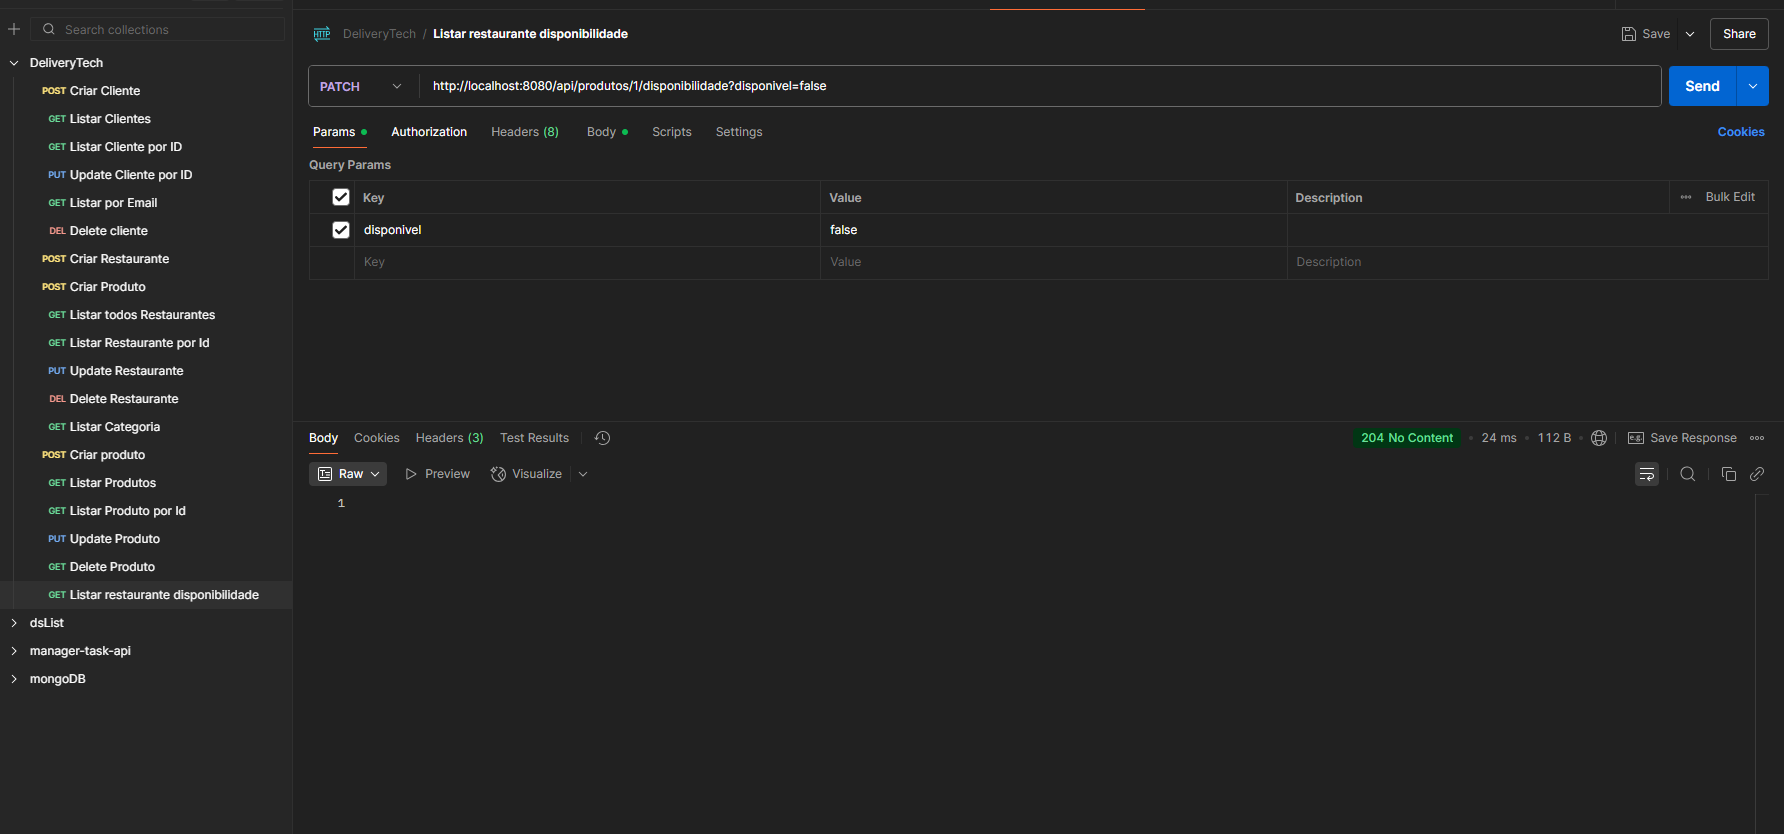 Search collections
DeliveryTech
POST Criar Cliente
GET Listar Clientes
GET Listar Cliente por ID
PUT Update Cliente por ID
GET Listar por Email
DEL Delete cliente
POST Criar Restaurante
POST Criar Produto
GET Listar todos Restaurantes
GET Listar Restaurante por Id
PUT Update Restaurante
DEL Delete Restaurante
GET Listar Categoria
POST Criar produto
GET Listar Produtos
GET Listar Produto por Id
PUT Update Produto
GET Delete Produto
GET Listar restaurante disponibilidade
dsList
manager-task-api
mongoDB
HTTP DeliveryTech / Listar restaurante disponibilidade
Save
Share
PATCH http://localhost:8080/api/produtos/1/disponibilidade?disponivel=false
Send
Params Authorization Headers (8) Body Scripts Settings
Cookies
Query Params
Key Value Description Bulk Edit
disponivel false
Key Value Description
Body Cookies Headers (3) Test Results
204 No Content 24 ms 112 B e.g. Save Response
Raw Preview Visualize
1